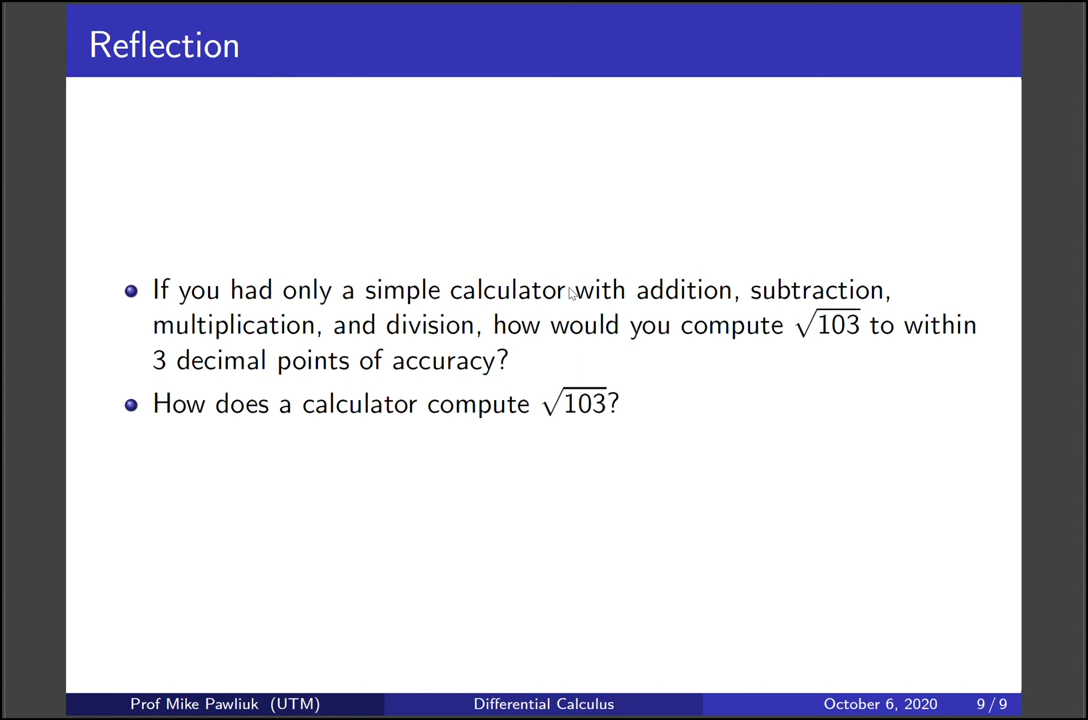 Reflection
If you had only a simple calculator with addition, subtraction,
multiplication, and division, how would you compute √103 to within
3 decimal points of accuracy?
How does a calculator compute √103?
Prof Mike Pawliuk (UTM) Differential Calculus October 6, 2020 9 / 9